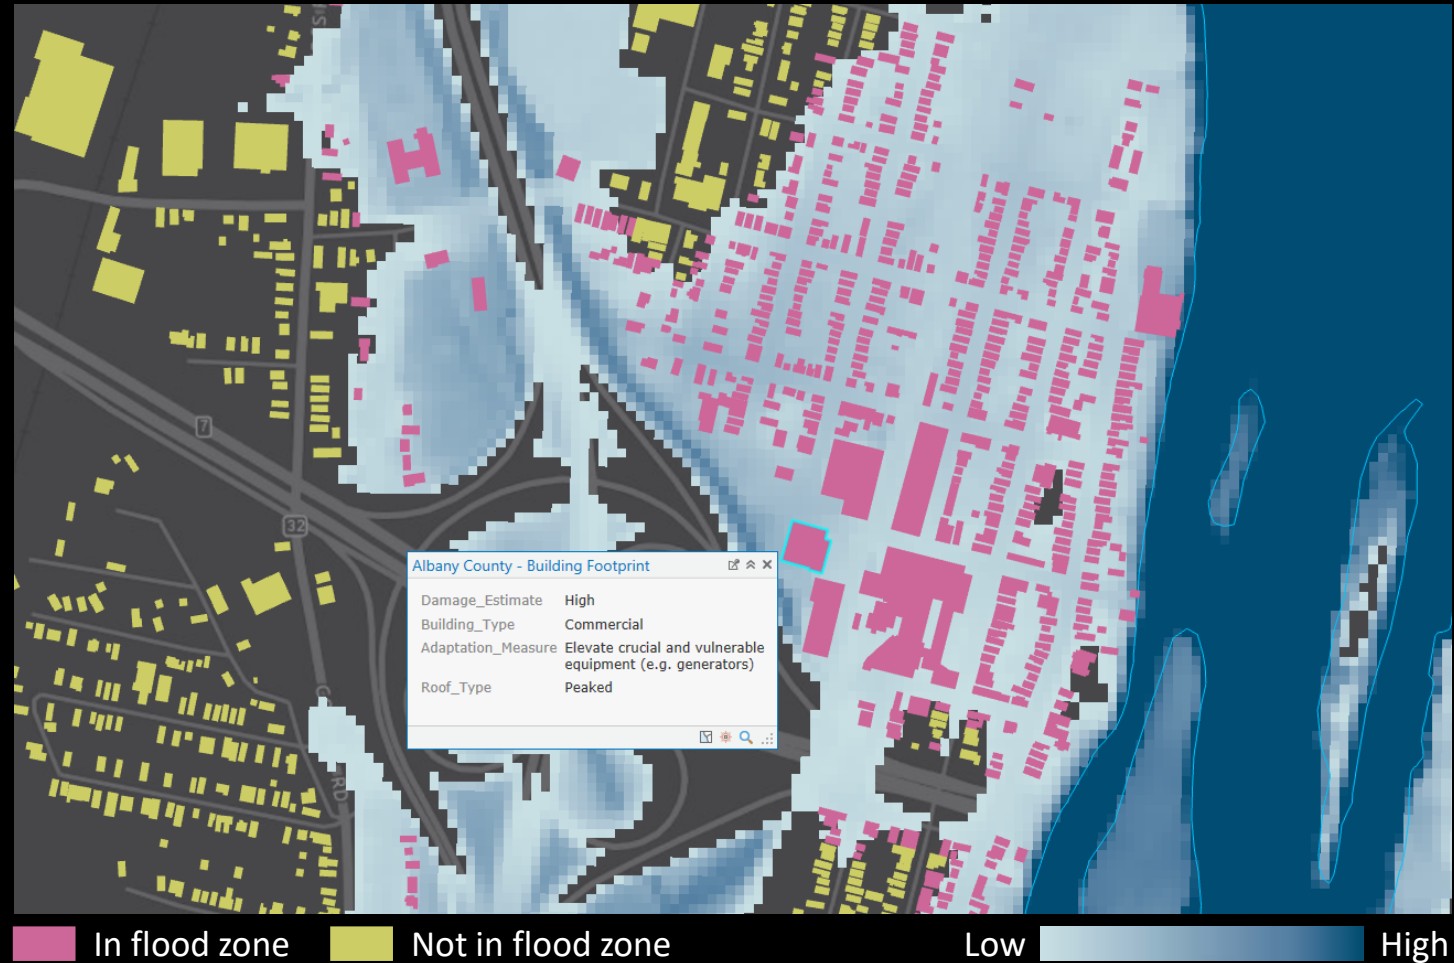 7
32
RD
Albany County - Building Footprint
Damage_Estimate High
Building_Type Commercial
Adaptation_Measure Elevate crucial and vulnerable
equipment (e.g. generators)
Roof_Type Peaked
In flood zone
Not in flood zone
Low
High